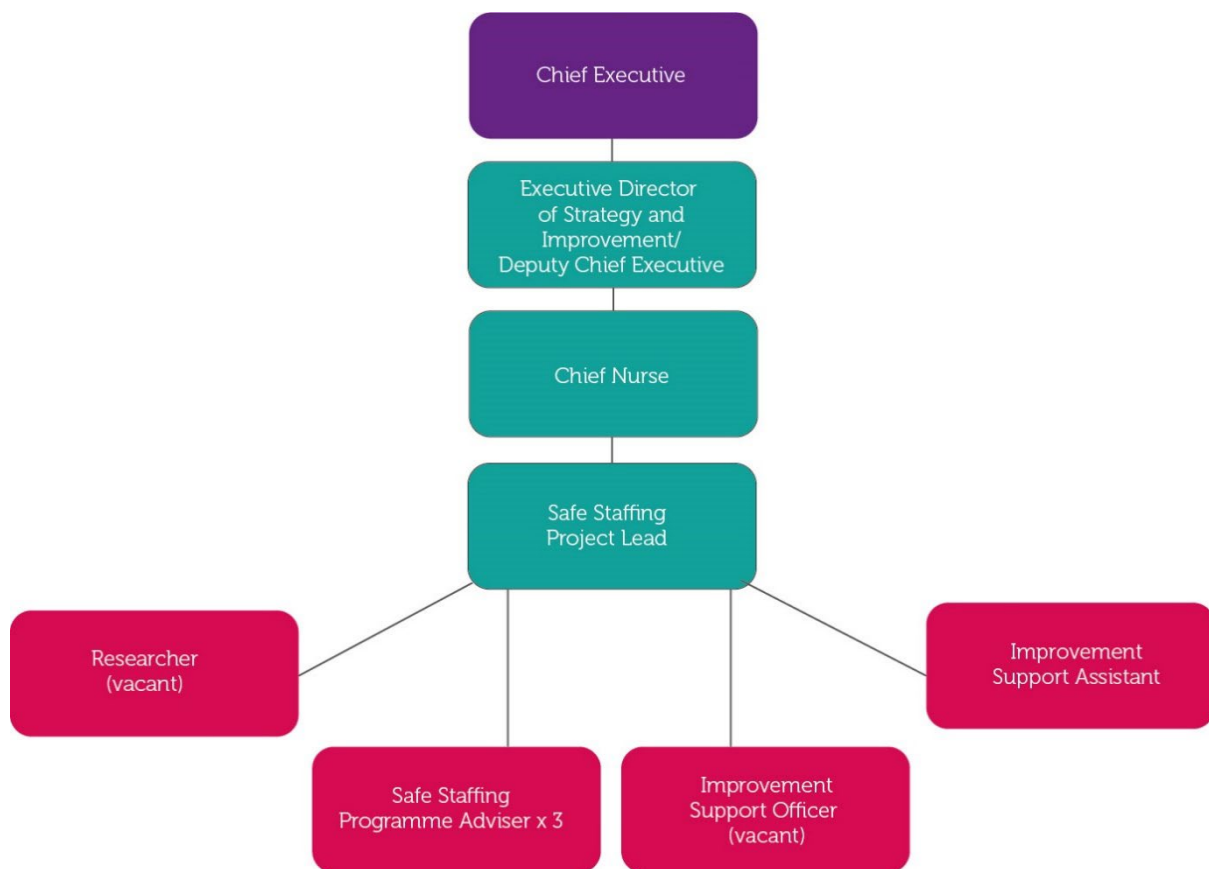 Chief Executive
Executive Director
of Strategy and
Improvement/
Deputy Chief Executive
Chief Nurse
Safe Staffing
Project Lead
Researcher
(vacant)
Safe Staffing
Programme Adviser x 3
Improvement
Support Officer
(vacant)
Improvement
Support Assistant